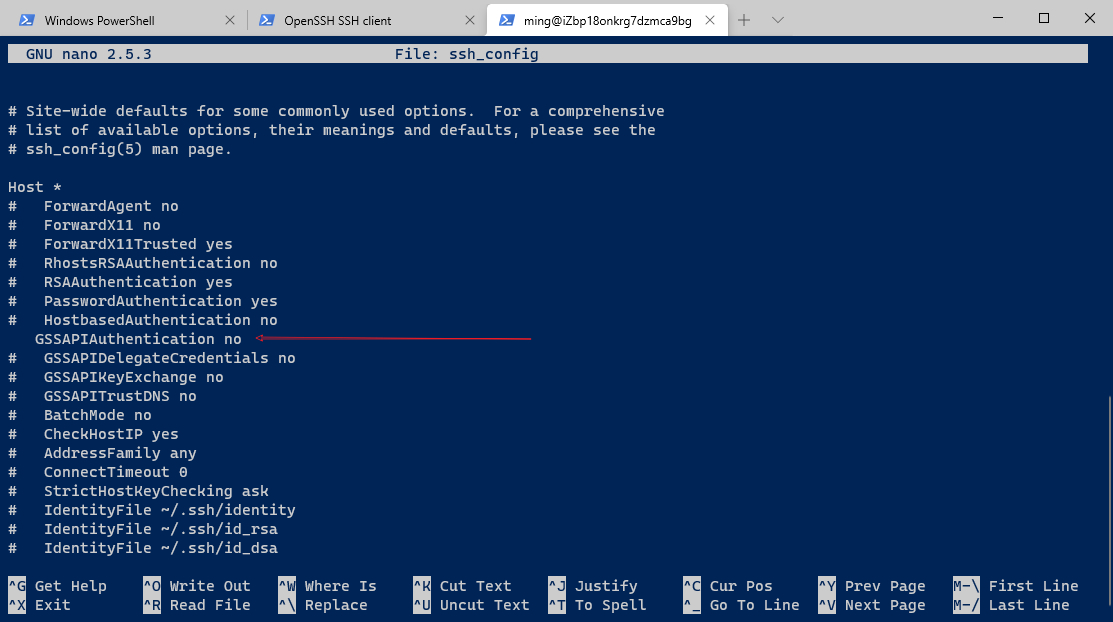 Windows PowerShell
OpenSSH SSH client
ming@iZbp18onkrg7dzmca9bg
GNU nano 2.5.3 File: ssh_config
# Site-wide defaults for some commonly used options.  For a comprehensive
# list of available options, their meanings and defaults, please see the
# ssh_config(5) man page.
Host *
#   ForwardAgent no
#   ForwardX11 no
#   ForwardX11Trusted yes
#   RhostsRSAAuthentication no
#   RSAAuthentication yes
#   PasswordAuthentication yes
#   HostbasedAuthentication no
   GSSAPIAuthentication no
#   GSSAPIDelegateCredentials no
#   GSSAPIKeyExchange no
#   GSSAPITrustDNS no
#   BatchMode no
#   CheckHostIP yes
#   AddressFamily any
#   ConnectTimeout 0
#   StrictHostKeyChecking ask
#   IdentityFile ~/.ssh/identity
#   IdentityFile ~/.ssh/id_rsa
#   IdentityFile ~/.ssh/id_dsa
^G Get Help ^O Write Out ^W Where Is ^K Cut Text ^J Justify ^C Cur Pos ^Y Prev Page M-\ First Line
^X Exit ^R Read File ^\ Replace ^U Uncut Text ^T To Spell ^_ Go To Line ^V Next Page M-/ Last Line